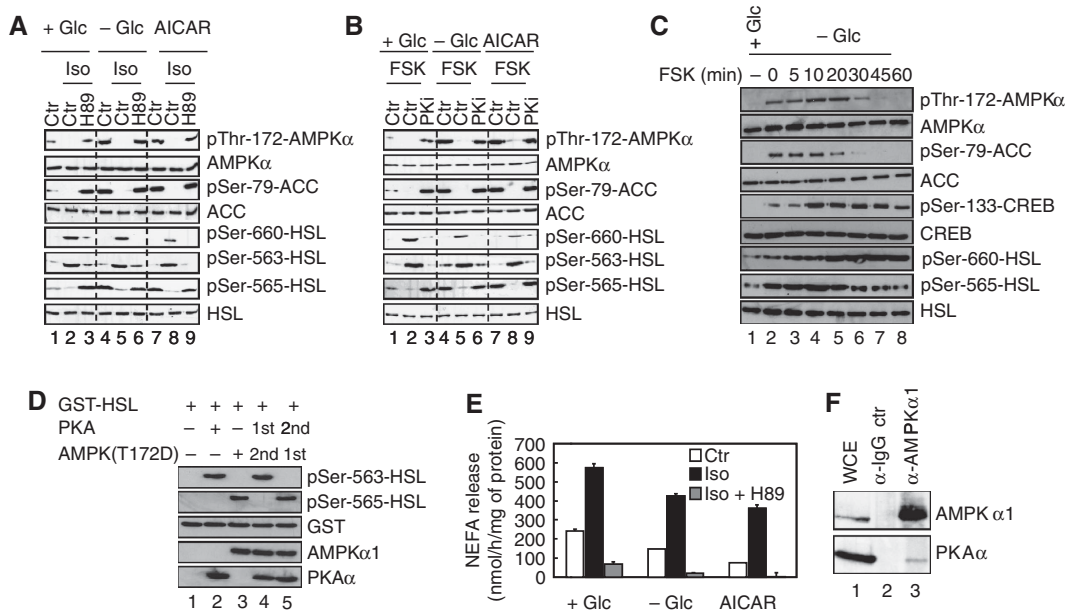 A
+ Glc – Glc AICAR
Iso Iso Iso
Ctr Ctr H89 Ctr Ctr H89 Ctr Ctr H89
pThr-172-AMPKα
AMPKα
pSer-79-ACC
ACC
pSer-660-HSL
pSer-563-HSL
pSer-565-HSL
HSL
1 2 3 4 5 6 7 8 9
B
+ Glc – Glc AICAR
FSK FSK FSK
Ctr Ctr PKi Ctr Ctr PKi Ctr Ctr PKi
pThr-172-AMPKα
AMPKα
pSer-79-ACC
ACC
pSer-660-HSL
pSer-563-HSL
pSer-565-HSL
HSL
1 2 3 4 5 6 7 8 9
C
+ Glc – Glc
FSK (min) – 0 5 10 20 30 45 60
pThr-172-AMPKα
AMPKα
pSer-79-ACC
ACC
pSer-133-CREB
CREB
pSer-660-HSL
pSer-565-HSL
HSL
1 2 3 4 5 6 7 8
D
GST-HSL + + + + +
PKA – + – 1st 2nd
AMPK(T172D) – – + 2nd 1st
pSer-563-HSL
pSer-565-HSL
GST
AMPKα1
PKAα
1 2 3 4 5
E
NEFA release
(nmol/h/mg of protein)
700
600
500
400
300
200
100
0
Ctr
Iso
Iso + H89
+ Glc – Glc AICAR
F
WCE α-IgG ctr α-AMPKα1
AMPK α1
PKAα
1 2 3